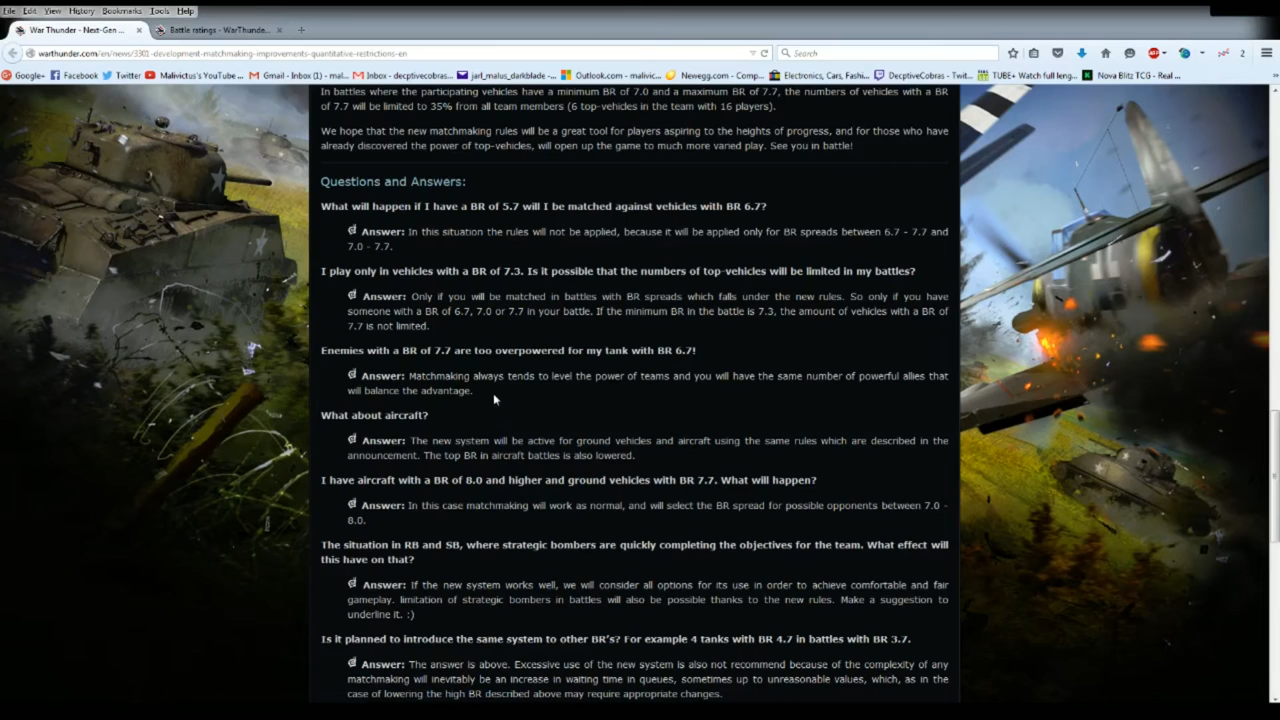 File Edit View History Bookmarks Tools Help
War Thunder - Next-Gen ... × Battle ratings - WarThunde... ×
warthunder.com/en/news/3301-development-matchmaking-improvements-quantitative-restrictions-en Search 2
Google+ Facebook Twitter Malivictus's YouTube... Gmail - Inbox (1) - mal... Inbox - decptivecobras... jarl_malus_darkblade -... Outlook.com - malivic... Newegg.com - Comp... Electronics, Cars, Fashi... DecptiveCobras - Twit... TUBE+ Watch full leng... Nova Blitz TCG - Real ...
In battles where the participating vehicles have a minimum BR of 7.0 and a maximum BR of 7.7, the numbers of vehicles with a BR
of 7.7 will be limited to 35% from all team members (6 top-vehicles in the team with 16 players).
We hope that the new matchmaking rules will be a great tool for players aspiring to the heights of progress, and for those who have
already discovered the power of top-vehicles, will open up the game to much more varied play. See you in battle!
Questions and Answers:
What will happen if I have a BR of 5.7 will I be matched against vehicles with BR 6.7?
Answer: In this situation the rules will not be applied, because it will be applied only for BR spreads between 6.7 - 7.7 and
7.0 - 7.7.
I play only in vehicles with a BR of 7.3. Is it possible that the numbers of top-vehicles will be limited in my battles?
Answer: Only if you will be matched in battles with BR spreads which falls under the new rules. So only if you have
someone with a BR of 6.7, 7.0 or 7.7 in your battle. If the minimum BR in the battle is 7.3, the amount of vehicles with a BR of
7.7 is not limited.
Enemies with a BR of 7.7 are too overpowered for my tank with BR 6.7!
Answer: Matchmaking always tends to level the power of teams and you will have the same number of powerful allies that
will balance the advantage.
What about aircraft?
Answer: The new system will be active for ground vehicles and aircraft using the same rules which are described in the
announcement. The top BR in aircraft battles is also lowered.
I have aircraft with a BR of 8.0 and higher and ground vehicles with BR 7.7. What will happen?
Answer: In this case matchmaking will work as normal, and will select the BR spread for possible opponents between 7.0 -
8.0.
The situation in RB and SB, where strategic bombers are quickly completing the objectives for the team. What effect will
this have on that?
Answer: If the new system works well, we will consider all options for its use in order to achieve comfortable and fair
gameplay. limitation of strategic bombers in battles will also be possible thanks to the new rules. Make a suggestion to
underline it. :)
Is it planned to introduce the same system to other BR's? For example 4 tanks with BR 4.7 in battles with BR 3.7.
Answer: The answer is above. Excessive use of the new system is also not recommend because of the complexity of any
matchmaking will inevitably be an increase in waiting time in queues, sometimes up to unreasonable values, which, as in the
case of lowering the high BR described above may require appropriate changes.